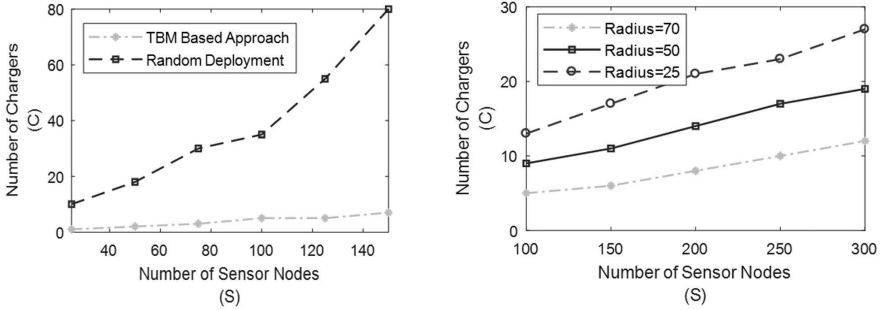 80
60
40
20
0
Number of Chargers
(C)
TBM Based Approach
Random Deployment
40 60 80 100 120 140
Number of Sensor Nodes
(S)
30
20
10
0
Number of Chargers
(C)
Radius=70
Radius=50
Radius=25
100 150 200 250 300
Number of Sensor Nodes
(S)